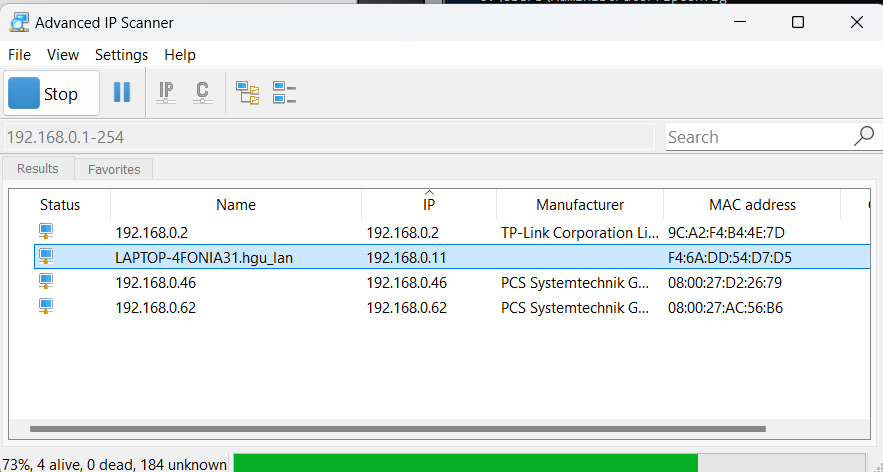 Advanced IP Scanner
File View Settings Help
Stop IP C
192.168.0.1-254 Search
Results Favorites
Status Name IP Manufacturer MAC address
192.168.0.2 192.168.0.2 TP-Link Corporation Li... 9C:A2:F4:B4:4E:7D
LAPTOP-4FONIA31.hgu_lan 192.168.0.11 F4:6A:DD:54:D7:D5
192.168.0.46 192.168.0.46 PCS Systemtechnik G... 08:00:27:D2:26:79
192.168.0.62 192.168.0.62 PCS Systemtechnik G... 08:00:27:AC:56:B6
73%, 4 alive, 0 dead, 184 unknown